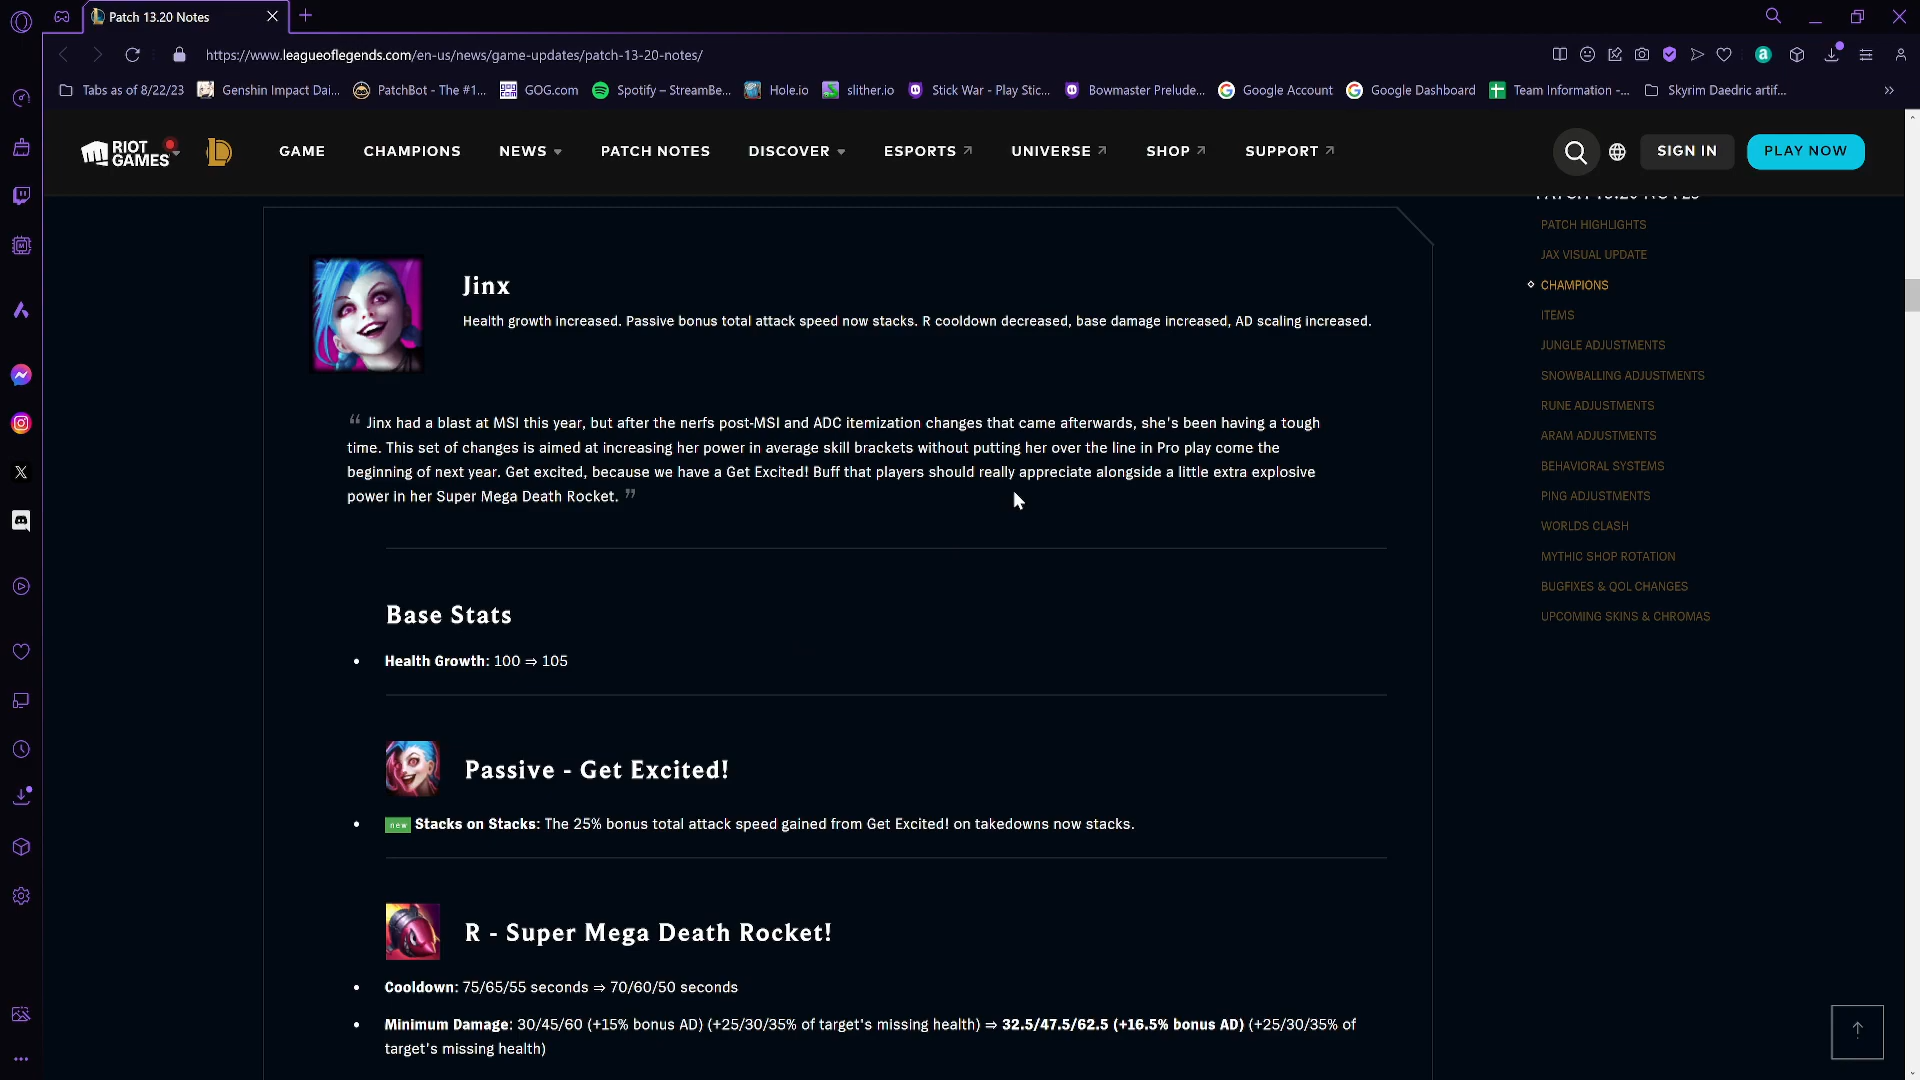 Patch 13.20 Notes
https://www.leagueoflegends.com/en-us/news/game-updates/patch-13-20-notes/
Tabs as of 8/22/23
Genshin Impact Dai...
PatchBot - The #1...
GOG.com
Spotify – StreamBe...
Hole.io
slither.io
Stick War - Play Stic...
Bowmaster Prelude...
Google Account
Google Dashboard
Team Information -...
Skyrim Daedric artif...
RIOT GAMES
GAME
CHAMPIONS
NEWS
PATCH NOTES
DISCOVER
ESPORTS
UNIVERSE
SHOP
SUPPORT
SIGN IN
PLAY NOW
Jinx
Health growth increased. Passive bonus total attack speed now stacks. R cooldown decreased, base damage increased, AD scaling increased.
“ Jinx had a blast at MSI this year, but after the nerfs post-MSI and ADC itemization changes that came afterwards, she's been having a tough
time. This set of changes is aimed at increasing her power in average skill brackets without putting her over the line in Pro play come the
beginning of next year. Get excited, because we have a Get Excited! Buff that players should really appreciate alongside a little extra explosive
power in her Super Mega Death Rocket. ”
Base Stats
• Health Growth: 100 ⇒ 105
Passive - Get Excited!
• new Stacks on Stacks: The 25% bonus total attack speed gained from Get Excited! on takedowns now stacks.
R - Super Mega Death Rocket!
• Cooldown: 75/65/55 seconds ⇒ 70/60/50 seconds
• Minimum Damage: 30/45/60 (+15% bonus AD) (+25/30/35% of target's missing health) ⇒ 32.5/47.5/62.5 (+16.5% bonus AD) (+25/30/35% of
target's missing health)
PATCH 13.20 NOTES
PATCH HIGHLIGHTS
JAX VISUAL UPDATE
CHAMPIONS
ITEMS
JUNGLE ADJUSTMENTS
SNOWBALLING ADJUSTMENTS
RUNE ADJUSTMENTS
ARAM ADJUSTMENTS
BEHAVIORAL SYSTEMS
PING ADJUSTMENTS
WORLDS CLASH
MYTHIC SHOP ROTATION
BUGFIXES & QOL CHANGES
UPCOMING SKINS & CHROMAS